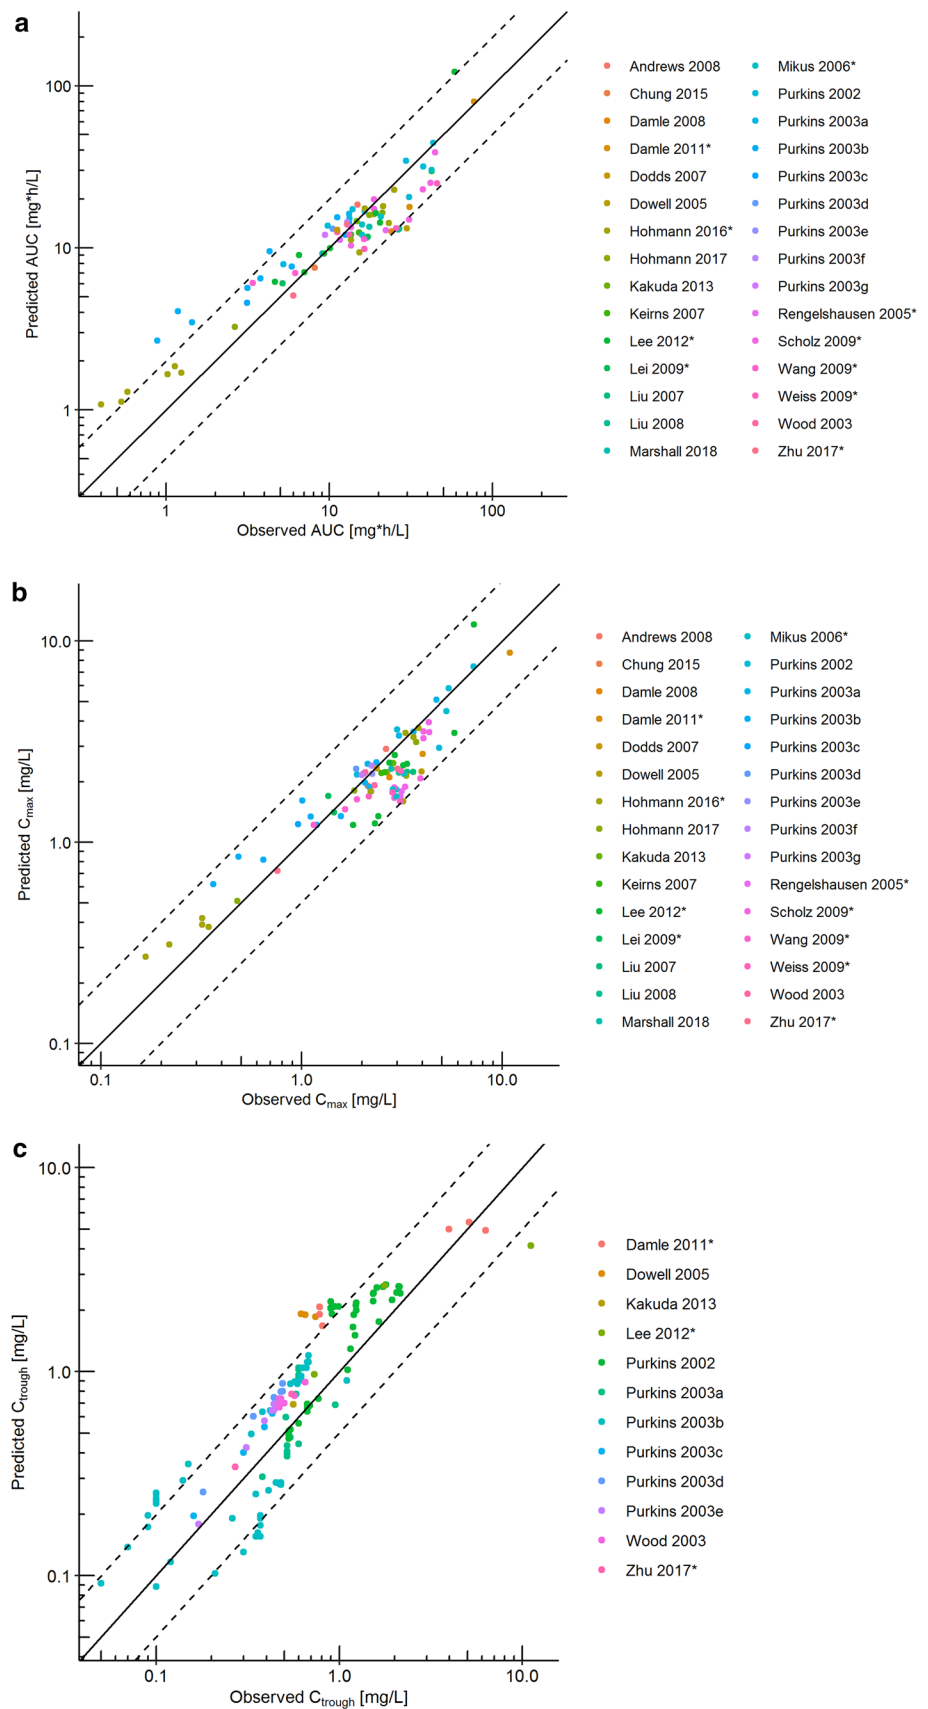 a
100
10
1
Predicted AUC [mg*h/L]
1
10
100
Observed AUC [mg*h/L]
Andrews 2008
Chung 2015
Damle 2008
Damle 2011*
Dodds 2007
Dowell 2005
Hohmann 2016*
Hohmann 2017
Kakuda 2013
Keirns 2007
Lee 2012*
Lei 2009*
Liu 2007
Liu 2008
Marshall 2018
Mikus 2006*
Purkins 2002
Purkins 2003a
Purkins 2003b
Purkins 2003c
Purkins 2003d
Purkins 2003e
Purkins 2003f
Purkins 2003g
Rengelshausen 2005*
Scholz 2009*
Wang 2009*
Weiss 2009*
Wood 2003
Zhu 2017*
b
10.0
1.0
0.1
Predicted Cmax [mg/L]
0.1
1.0
10.0
Observed Cmax [mg/L]
Andrews 2008
Chung 2015
Damle 2008
Damle 2011*
Dodds 2007
Dowell 2005
Hohmann 2016*
Hohmann 2017
Kakuda 2013
Keirns 2007
Lee 2012*
Lei 2009*
Liu 2007
Liu 2008
Marshall 2018
Mikus 2006*
Purkins 2002
Purkins 2003a
Purkins 2003b
Purkins 2003c
Purkins 2003d
Purkins 2003e
Purkins 2003f
Purkins 2003g
Rengelshausen 2005*
Scholz 2009*
Wang 2009*
Weiss 2009*
Wood 2003
Zhu 2017*
c
10.0
1.0
0.1
Predicted Ctrough [mg/L]
0.1
1.0
10.0
Observed Ctrough [mg/L]
Damle 2011*
Dowell 2005
Kakuda 2013
Lee 2012*
Purkins 2002
Purkins 2003a
Purkins 2003b
Purkins 2003c
Purkins 2003d
Purkins 2003e
Wood 2003
Zhu 2017*